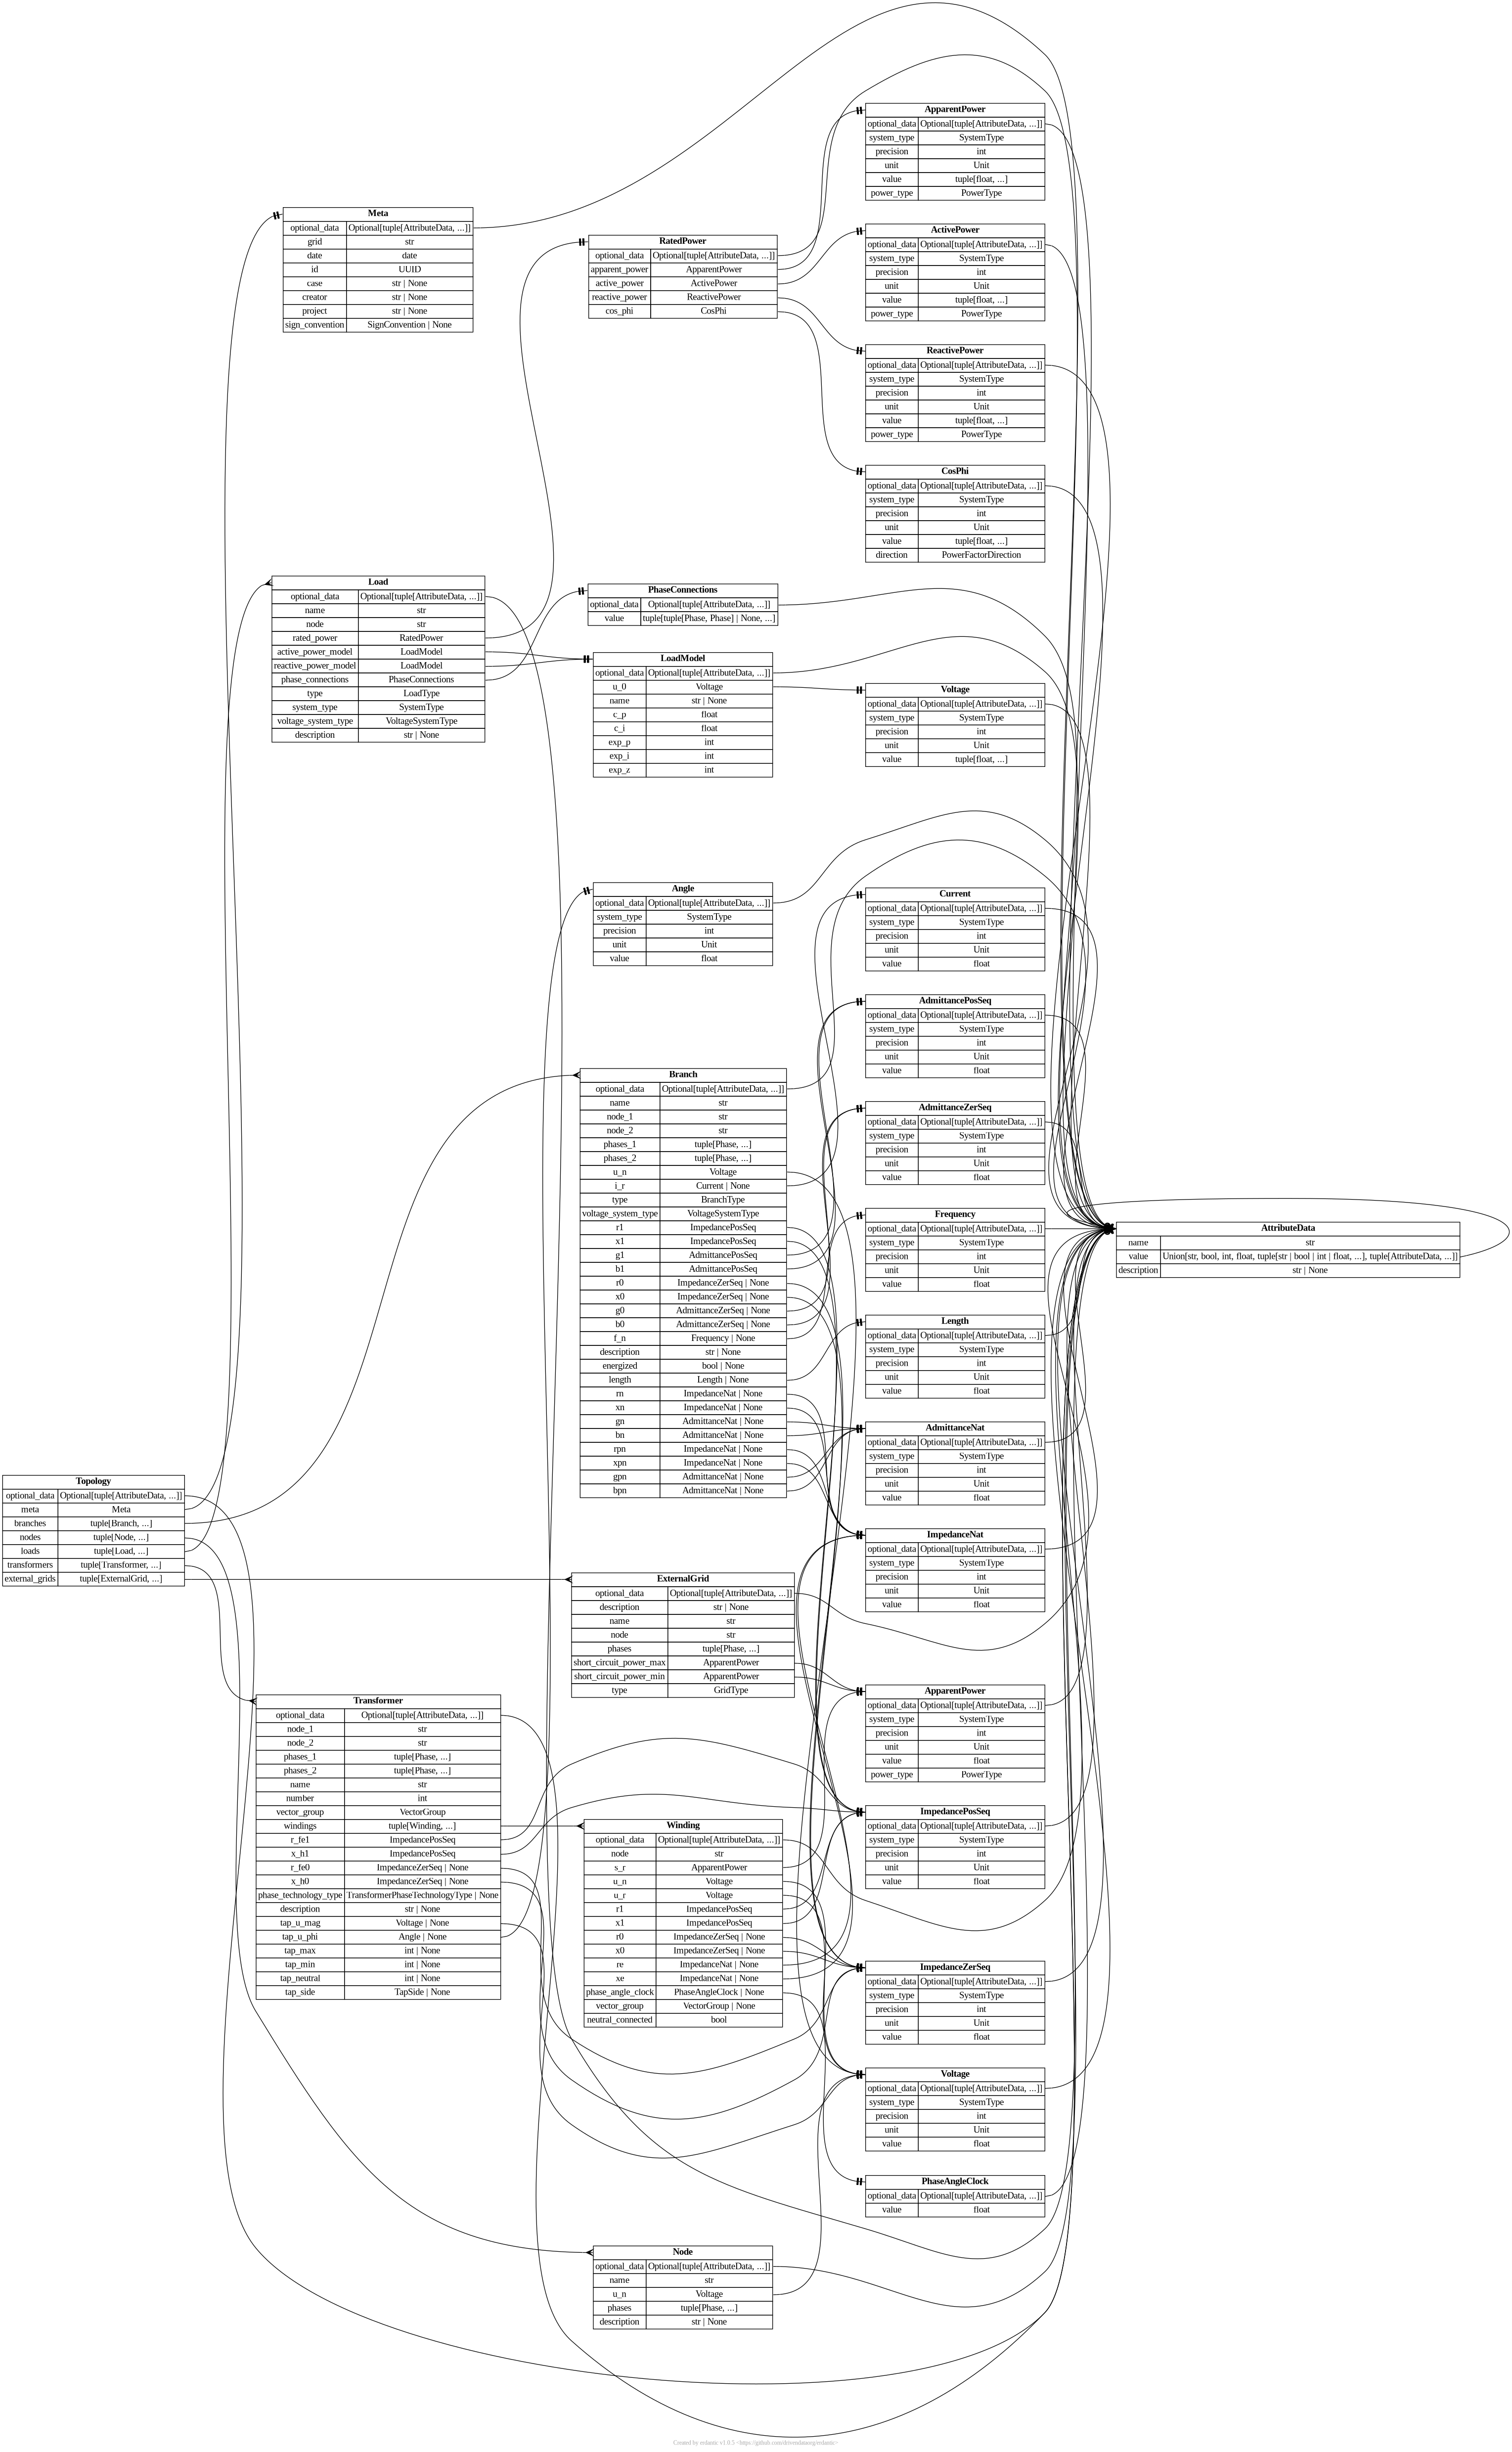 ApparentPower
optional_data Optional[tuple[AttributeData, ...]]
system_type SystemType
precision int
unit Unit
value tuple[float, ...]
power_type PowerType
ActivePower
optional_data Optional[tuple[AttributeData, ...]]
system_type SystemType
precision int
unit Unit
value tuple[float, ...]
power_type PowerType
Meta
optional_data Optional[tuple[AttributeData, ...]]
grid str
date date
id UUID
case str | None
creator str | None
project str | None
sign_convention SignConvention | None
RatedPower
optional_data Optional[tuple[AttributeData, ...]]
apparent_power ApparentPower
active_power ActivePower
reactive_power ReactivePower
cos_phi CosPhi
ReactivePower
optional_data Optional[tuple[AttributeData, ...]]
system_type SystemType
precision int
unit Unit
value tuple[float, ...]
power_type PowerType
CosPhi
optional_data Optional[tuple[AttributeData, ...]]
system_type SystemType
precision int
unit Unit
value tuple[float, ...]
direction PowerFactorDirection
Load
optional_data Optional[tuple[AttributeData, ...]]
name str
node str
rated_power RatedPower
active_power_model LoadModel
reactive_power_model LoadModel
phase_connections PhaseConnections
type LoadType
system_type SystemType
voltage_system_type VoltageSystemType
description str | None
PhaseConnections
optional_data Optional[tuple[AttributeData, ...]]
value tuple[tuple[Phase, Phase] | None, ...]
LoadModel
optional_data Optional[tuple[AttributeData, ...]]
u_0 Voltage
name str | None
c_p float
c_i float
exp_p int
exp_i int
exp_z int
Voltage
optional_data Optional[tuple[AttributeData, ...]]
system_type SystemType
precision int
unit Unit
value tuple[float, ...]
Angle
optional_data Optional[tuple[AttributeData, ...]]
system_type SystemType
precision int
unit Unit
value float
Current
optional_data Optional[tuple[AttributeData, ...]]
system_type SystemType
precision int
unit Unit
value float
AdmittancePosSeq
optional_data Optional[tuple[AttributeData, ...]]
system_type SystemType
precision int
unit Unit
value float
Branch
optional_data Optional[tuple[AttributeData, ...]]
name str
node_1 str
node_2 str
phases_1 tuple[Phase, ...]
phases_2 tuple[Phase, ...]
u_n Voltage
i_r Current | None
type BranchType
voltage_system_type VoltageSystemType
r1 ImpedancePosSeq
x1 ImpedancePosSeq
g1 AdmittancePosSeq
b1 AdmittancePosSeq
r0 ImpedanceZerSeq | None
x0 ImpedanceZerSeq | None
g0 AdmittanceZerSeq | None
b0 AdmittanceZerSeq | None
f_n Frequency | None
description str | None
energized bool | None
length Length | None
rn ImpedanceNat | None
xn ImpedanceNat | None
gn AdmittanceNat | None
bn AdmittanceNat | None
rpn ImpedanceNat | None
xpn ImpedanceNat | None
gpn AdmittanceNat | None
bpn AdmittanceNat | None
AdmittanceZerSeq
optional_data Optional[tuple[AttributeData, ...]]
system_type SystemType
precision int
unit Unit
value float
Frequency
optional_data Optional[tuple[AttributeData, ...]]
system_type SystemType
precision int
unit Unit
value float
AttributeData
name str
value Union[str, bool, int, float, tuple[str | bool | int | float, ...], tuple[AttributeData, ...]]
description str | None
Length
optional_data Optional[tuple[AttributeData, ...]]
system_type SystemType
precision int
unit Unit
value float
AdmittanceNat
optional_data Optional[tuple[AttributeData, ...]]
system_type SystemType
precision int
unit Unit
value float
Topology
optional_data Optional[tuple[AttributeData, ...]]
meta Meta
branches tuple[Branch, ...]
nodes tuple[Node, ...]
loads tuple[Load, ...]
transformers tuple[Transformer, ...]
external_grids tuple[ExternalGrid, ...]
ImpedanceNat
optional_data Optional[tuple[AttributeData, ...]]
system_type SystemType
precision int
unit Unit
value float
ExternalGrid
optional_data Optional[tuple[AttributeData, ...]]
description str | None
name str
node str
phases tuple[Phase, ...]
short_circuit_power_max ApparentPower
short_circuit_power_min ApparentPower
type GridType
ApparentPower
optional_data Optional[tuple[AttributeData, ...]]
system_type SystemType
precision int
unit Unit
value float
power_type PowerType
Transformer
optional_data Optional[tuple[AttributeData, ...]]
node_1 str
node_2 str
phases_1 tuple[Phase, ...]
phases_2 tuple[Phase, ...]
name str
number int
vector_group VectorGroup
windings tuple[Winding, ...]
r_fe1 ImpedancePosSeq
x_h1 ImpedancePosSeq
r_fe0 ImpedanceZerSeq | None
x_h0 ImpedanceZerSeq | None
phase_technology_type TransformerPhaseTechnologyType | None
description str | None
tap_u_mag Voltage | None
tap_u_phi Angle | None
tap_max int | None
tap_min int | None
tap_neutral int | None
tap_side TapSide | None
ImpedancePosSeq
optional_data Optional[tuple[AttributeData, ...]]
system_type SystemType
precision int
unit Unit
value float
Winding
optional_data Optional[tuple[AttributeData, ...]]
node str
s_r ApparentPower
u_n Voltage
u_r Voltage
r1 ImpedancePosSeq
x1 ImpedancePosSeq
r0 ImpedanceZerSeq | None
x0 ImpedanceZerSeq | None
re ImpedanceNat | None
xe ImpedanceNat | None
phase_angle_clock PhaseAngleClock | None
vector_group VectorGroup | None
neutral_connected bool
ImpedanceZerSeq
optional_data Optional[tuple[AttributeData, ...]]
system_type SystemType
precision int
unit Unit
value float
Voltage
optional_data Optional[tuple[AttributeData, ...]]
system_type SystemType
precision int
unit Unit
value float
PhaseAngleClock
optional_data Optional[tuple[AttributeData, ...]]
value float
Node
optional_data Optional[tuple[AttributeData, ...]]
name str
u_n Voltage
phases tuple[Phase, ...]
description str | None
Created by erdantic v1.0.5 <https://github.com/drivendataorg/erdantic>